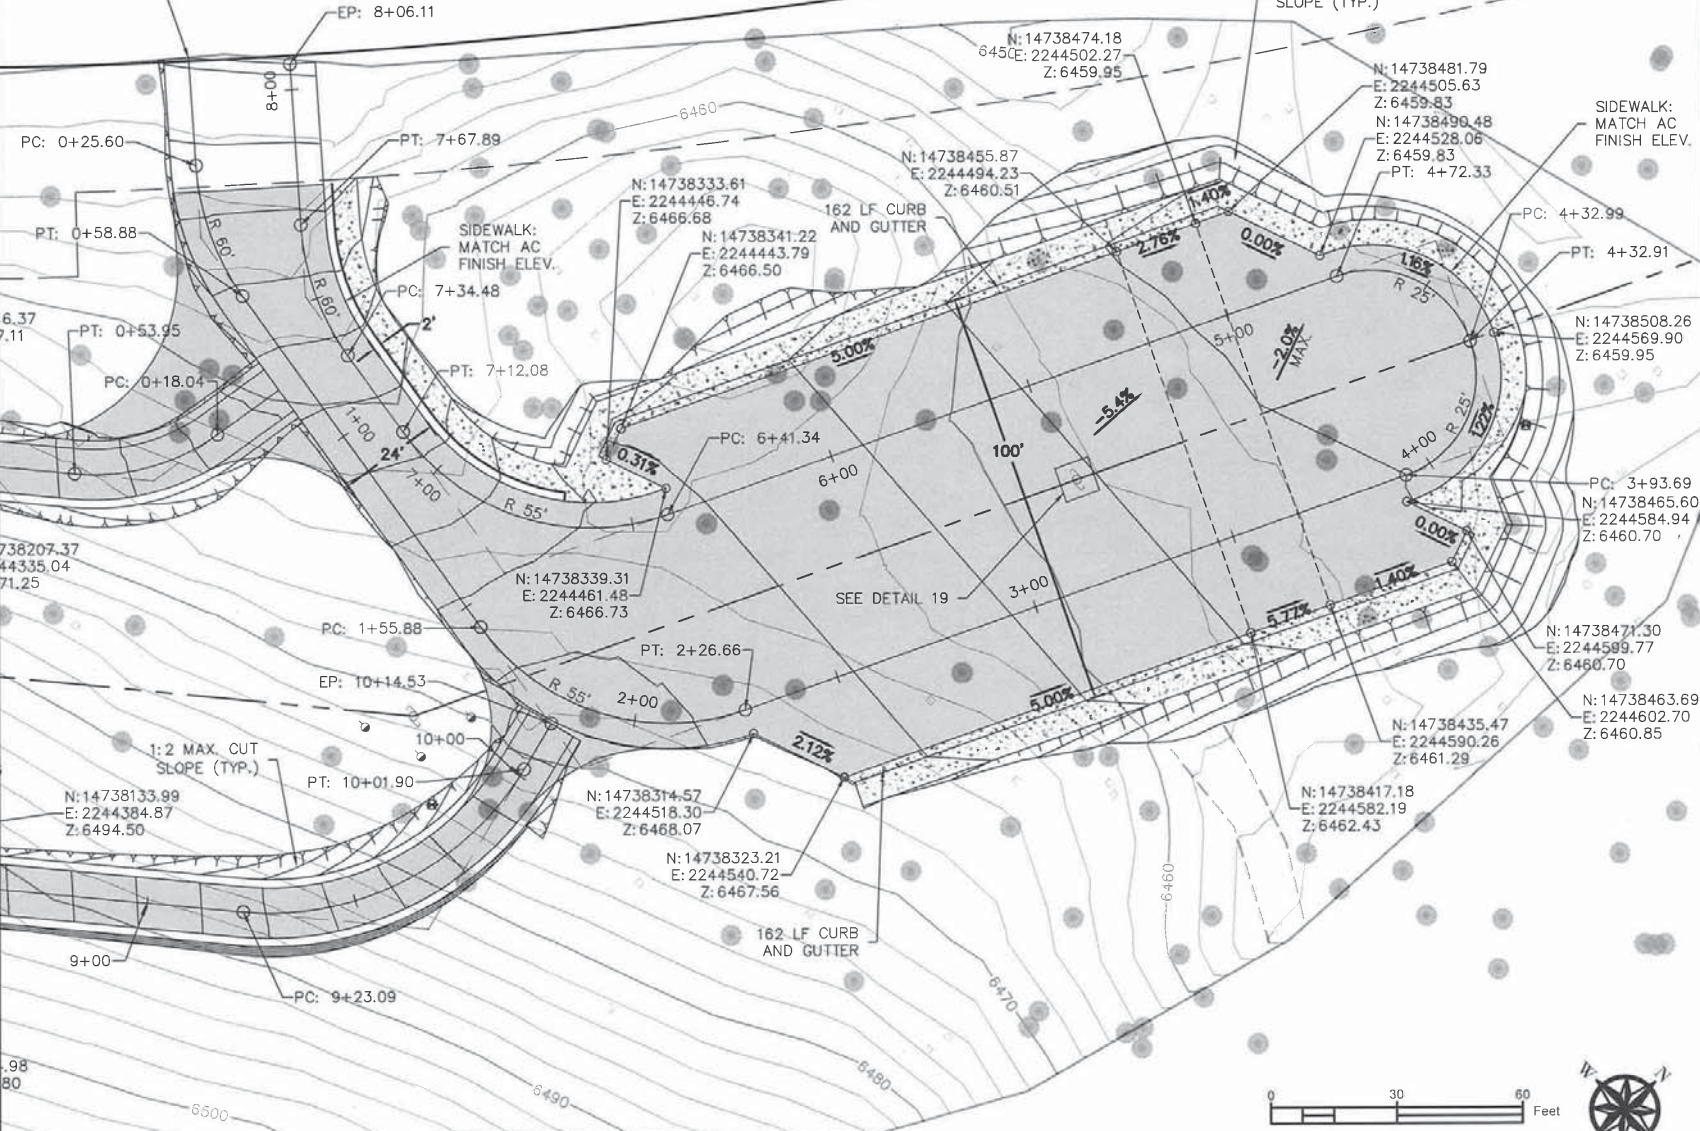 EP: 8+06.11
SLOPE (TYP.)
8+00
PC: 0+25.60
PT: 7+67.89
6460
6450
N: 14738474.18
E: 2244502.27
Z: 6459.95
N: 14738481.79
E: 2244505.63
Z: 6459.83
N: 14738490.48
E: 2244528.06
Z: 6459.83
PT: 4+72.33
SIDEWALK:
MATCH AC
FINISH ELEV.
N: 14738455.87
E: 2244494.23
Z: 6460.51
N: 14738333.61
E: 2244446.74
Z: 6466.68
162 LF CURB
AND GUTTER
1.40%
2.76%
0.00%
1.16%
R 25'
PC: 4+32.99
PT: 4+32.91
PT: 0+58.88
R 60'
R 60'
SIDEWALK:
MATCH AC
FINISH ELEV.
N: 14738341.22
E: 2244443.79
Z: 6466.50
PC: 7+34.48
6.37
7.11
PT: 0+53.95
2'
5.00%
5+00
-2.0%
MAX.
N: 14738508.26
E: 2244569.90
Z: 6459.95
PC: 0+18.04
PT: 7+12.08
1+00
24'
7+00
PC: 6+41.34
0.31%
6+00
100'
-5.4%
R 25'
1.22%
4+00
PC: 3+93.69
N: 14738465.60
E: 2244584.94
Z: 6460.70
R 55'
0.00%
738207.37
44335.04
71.25
N: 14738339.31
E: 2244461.48
Z: 6466.73
SEE DETAIL 19
3+00
5.77%
1.40%
PC: 1+55.88
PT: 2+26.66
N: 14738471.30
E: 2244599.77
Z: 6460.70
EP: 10+14.53
R 55'
2+00
5.00%
N: 14738463.69
E: 2244602.70
Z: 6460.85
10+00
1:2 MAX. CUT
SLOPE (TYP.)
PT: 10+01.90
2.12%
N: 14738435.47
E: 2244590.26
Z: 6461.29
N: 14738133.99
E: 2244384.87
Z: 6494.50
N: 14738314.57
E: 2244518.30
Z: 6468.07
N: 14738417.18
E: 2244582.19
Z: 6462.43
N: 14738323.21
E: 2244540.72
Z: 6467.56
6460
162 LF CURB
AND GUTTER
9+00
PC: 9+23.09
6470
.98
80
6480
6490
6500
0 30 60
Feet
W N